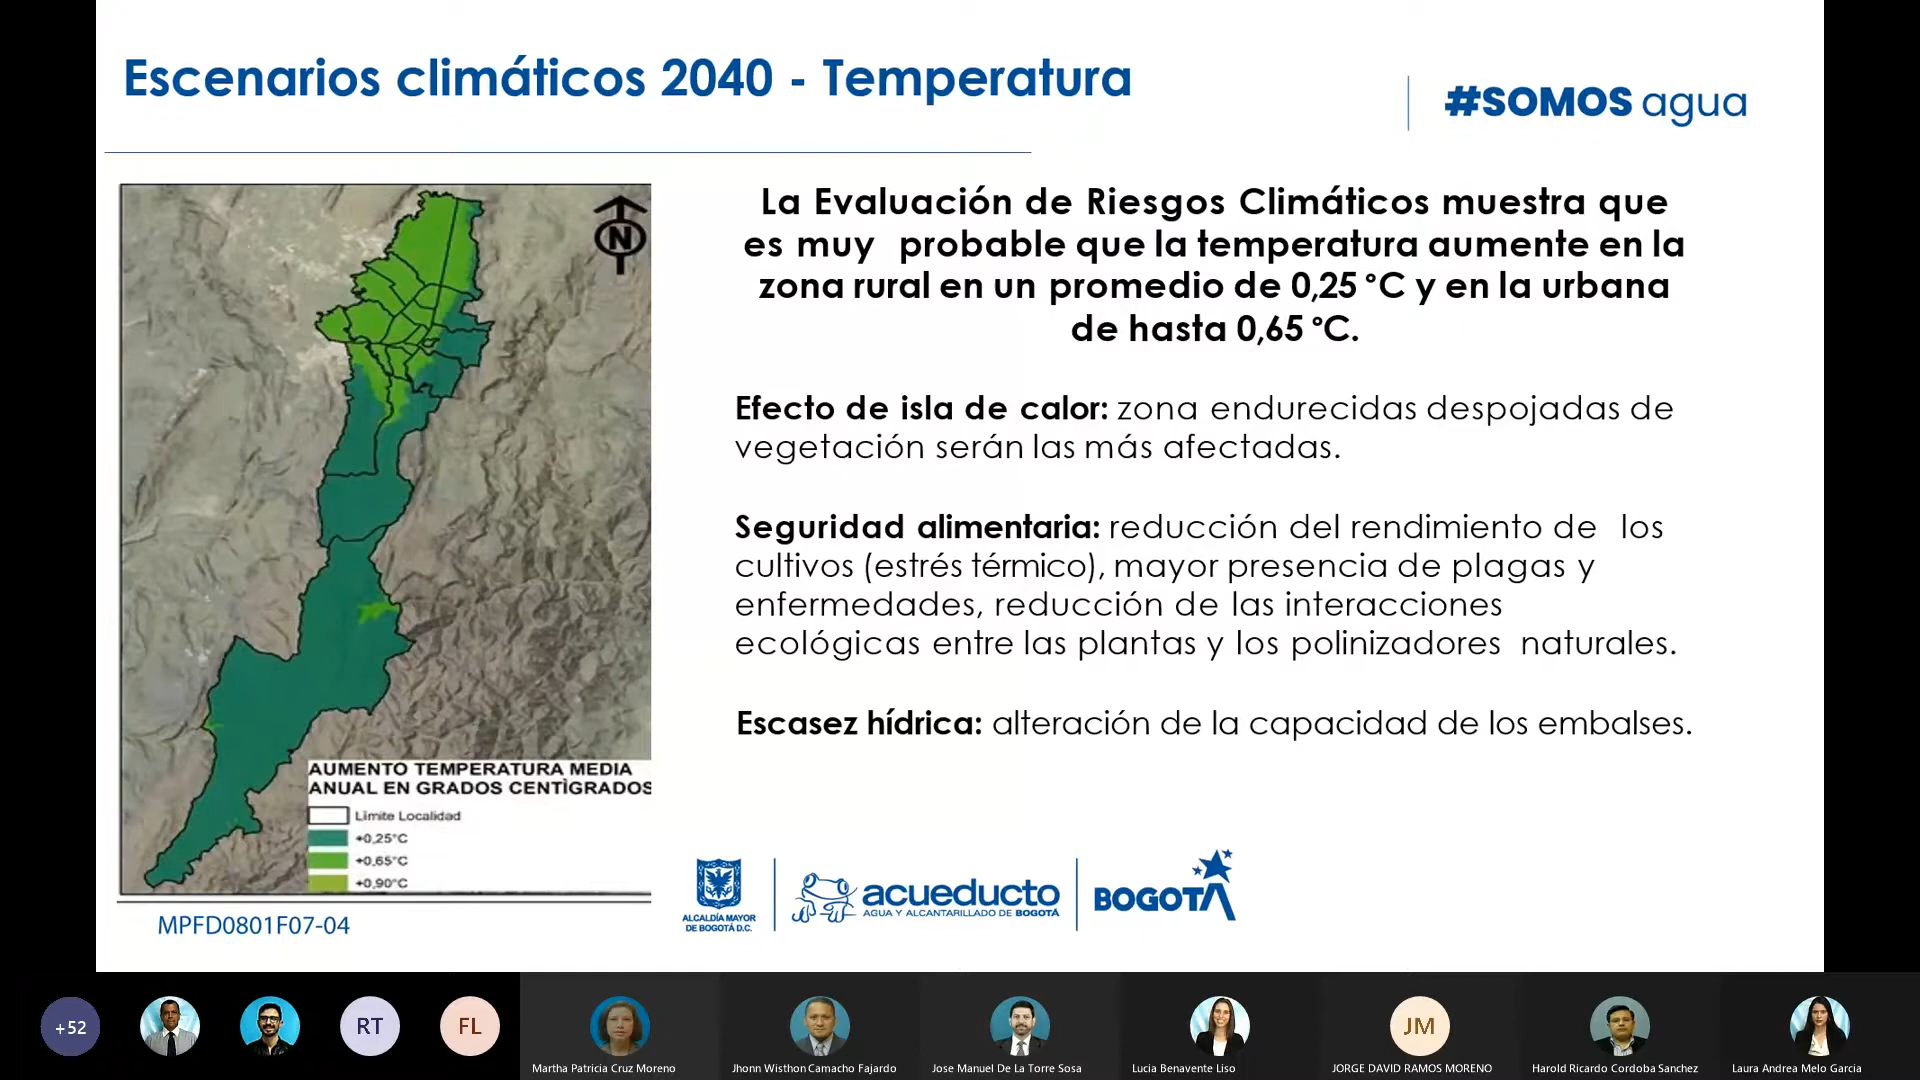 Escenarios climáticos 2040 - Temperatura
#SOMOS agua
La Evaluación de Riesgos Climáticos muestra que
es muy probable que la temperatura aumente en la
zona rural en un promedio de 0,25 °C y en la urbana
de hasta 0,65 °C.
Efecto de isla de calor: zona endurecidas despojadas de
vegetación serán las más afectadas.
Seguridad alimentaria: reducción del rendimiento de los
cultivos (estrés térmico), mayor presencia de plagas y
enfermedades, reducción de las interacciones
ecológicas entre las plantas y los polinizadores naturales.
Escasez hídrica: alteración de la capacidad de los embalses.
N
AUMENTO TEMPERATURA MEDIA
ANUAL EN GRADOS CENTÌGRADOS
Límite Localidad
+0,25°C
+0,65°C
+0,90°C
MPFD0801F07-04
ALCALDÍA MAYOR
DE BOGOTÁ D.C.
acueducto
AGUA Y ALCANTARILLADO DE BOGOTÁ
BOGOTÁ
+52
RT
FL
JM
Martha Patricia Cruz Moreno
Jhonn Wisthon Camacho Fajardo
Jose Manuel De La Torre Sosa
Lucia Benavente Liso
JORGE DAVID RAMOS MORENO
Harold Ricardo Cordoba Sanchez
Laura Andrea Melo Garcia